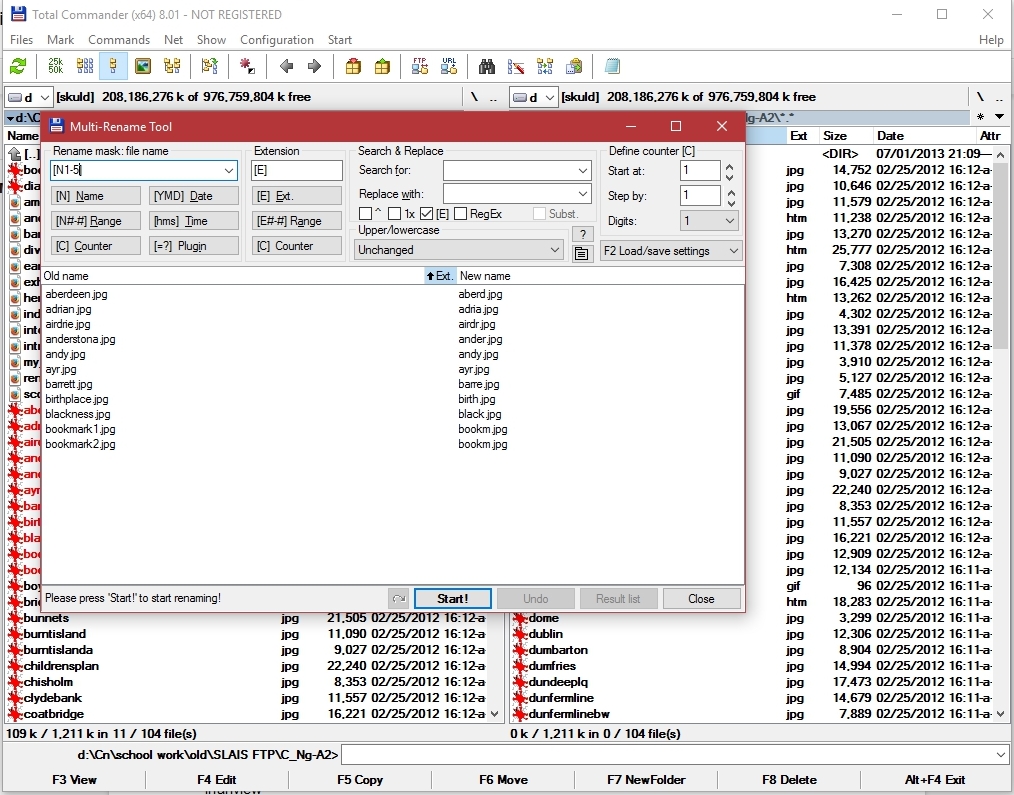 Total Commander (x64) 8.01 - NOT REGISTERED
Files Mark Commands Net Show Configuration Start Help
25k 50k FTP URL
d [skuld] 208,186,276 k of 976,759,804 k free \ .. d [skuld] 208,186,276 k of 976,759,804 k free \ ..
d:\C Ng-A2\*.* *
Name Ext Size Date Attr
Multi-Rename Tool
Rename mask: file name Extension Search & Replace Define counter [C]
[N1-5] [E] Search for: Start at: 1
[N] Name [YMD] Date [E] Ext. Replace with: Step by: 1
[N#-#] Range [hms] Time [E#-#] Range ^ 1x [E] RegEx Subst. Digits: 1
[C] Counter [=?] Plugin [C] Counter Upper/lowercase ?
Unchanged F2 Load/save settings
Old name Ext. New name
aberdeen.jpg aberd.jpg
adrian.jpg adria.jpg
airdrie.jpg airdr.jpg
anderstona.jpg ander.jpg
andy.jpg andy.jpg
ayr.jpg ayr.jpg
barrett.jpg barre.jpg
birthplace.jpg birth.jpg
blackness.jpg black.jpg
bookmark1.jpg bookm.jpg
bookmark2.jpg bookm.jpg
Please press 'Start!' to start renaming! Start! Undo Result list Close
[..] <DIR> 07/01/2013 21:09—
jpg 14,752 02/25/2012 16:12-a-
jpg 10,646 02/25/2012 16:12-a-
jpg 11,579 02/25/2012 16:12-a-
htm 11,238 02/25/2012 16:12-a-
jpg 13,270 02/25/2012 16:12-a-
htm 25,777 02/25/2012 16:12-a-
jpg 7,308 02/25/2012 16:12-a-
jpg 16,425 02/25/2012 16:12-a-
htm 13,262 02/25/2012 16:12-a-
jpg 4,302 02/25/2012 16:12-a-
jpg 13,391 02/25/2012 16:12-a-
jpg 11,378 02/25/2012 16:12-a-
my jpg 3,910 02/25/2012 16:12-a-
jpg 5,127 02/25/2012 16:12-a-
gif 7,485 02/25/2012 16:12-a-
jpg 19,556 02/25/2012 16:12-a-
jpg 13,067 02/25/2012 16:12-a-
jpg 21,505 02/25/2012 16:12-a-
jpg 11,090 02/25/2012 16:12-a-
jpg 9,027 02/25/2012 16:12-a-
jpg 22,240 02/25/2012 16:12-a-
jpg 8,353 02/25/2012 16:12-a-
jpg 11,557 02/25/2012 16:12-a-
jpg 16,221 02/25/2012 16:12-a-
jpg 12,909 02/25/2012 16:12-a-
jpg 12,134 02/25/2012 16:12-a-
gif 96 02/25/2012 16:12-a-
htm 18,283 02/25/2012 16:11-a-
bunnets jpg 21,505 02/25/2012 16:12-a- dome jpg 3,299 02/25/2012 16:11-a-
burntisland jpg 11,090 02/25/2012 16:12-a- dublin jpg 12,306 02/25/2012 16:11-a-
burntislanda jpg 9,027 02/25/2012 16:12-a- dumbarton jpg 8,904 02/25/2012 16:11-a-
childrensplan jpg 22,240 02/25/2012 16:12-a- dumfries jpg 14,994 02/25/2012 16:11-a-
chisholm jpg 8,353 02/25/2012 16:12-a- dundeeplq jpg 17,473 02/25/2012 16:11-a-
clydebank jpg 11,557 02/25/2012 16:12-a- dunfermline jpg 14,679 02/25/2012 16:11-a-
coatbridge jpg 16,221 02/25/2012 16:12-a- dunfermlinebw jpg 7,889 02/25/2012 16:11-a-
109 k / 1,211 k in 11 / 104 file(s) 0 k / 1,211 k in 0 / 104 file(s)
d:\Cn\school work\old\SLAIS FTP\C_Ng-A2>
F3 View F4 Edit F5 Copy F6 Move F7 NewFolder F8 Delete Alt+F4 Exit